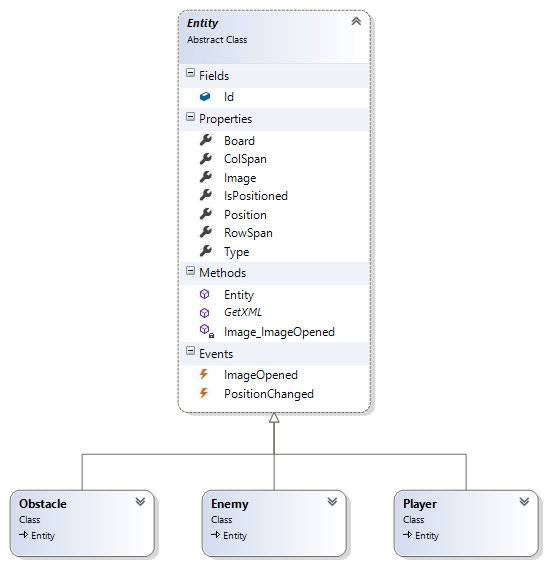 Entity
Abstract Class
Fields
Id
Properties
Board
ColSpan
Image
IsPositioned
Position
RowSpan
Type
Methods
Entity
GetXML
Image_ImageOpened
Events
ImageOpened
PositionChanged
Obstacle
Class
Entity
Enemy
Class
Entity
Player
Class
Entity